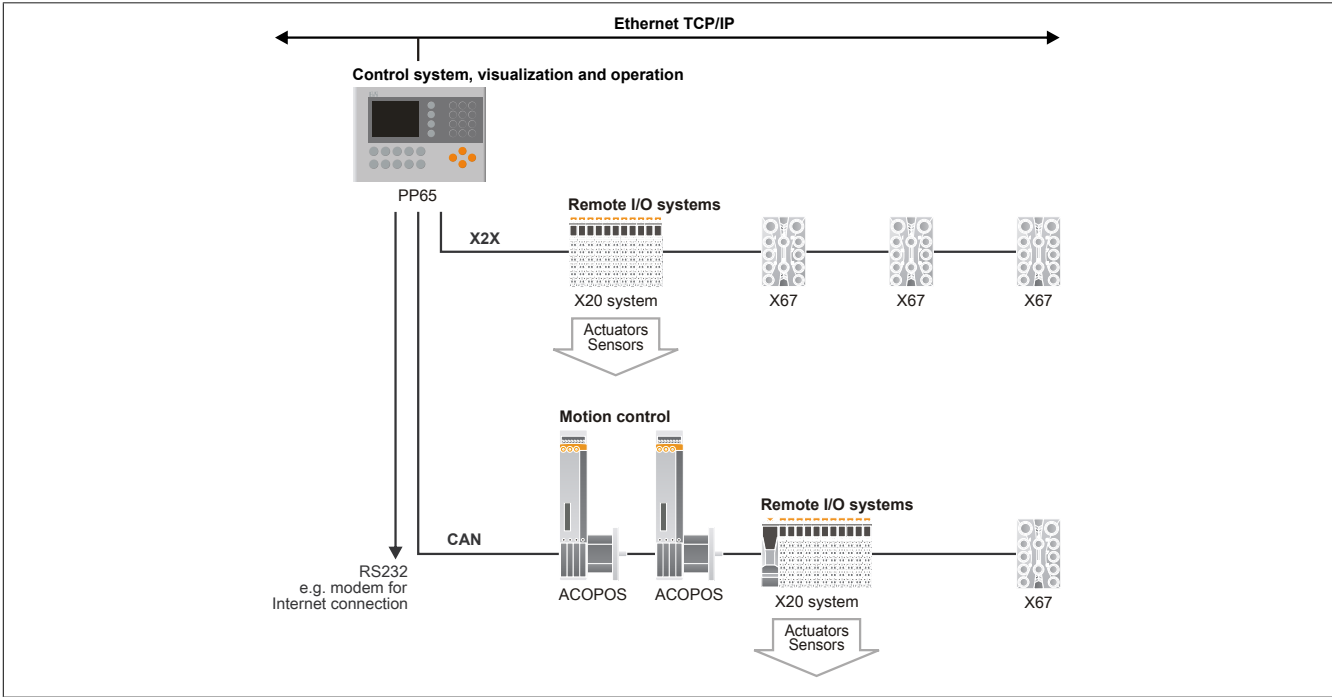 Ethernet TCP/IP
Control system, visualization and operation
PP65
Remote I/O systems
X2X
X20 system
X67
X67
X67
Actuators
Sensors
Motion control
Remote I/O systems
CAN
RS232
e.g. modem for
Internet connection
ACOPOS
ACOPOS
X20 system
X67
Actuators
Sensors